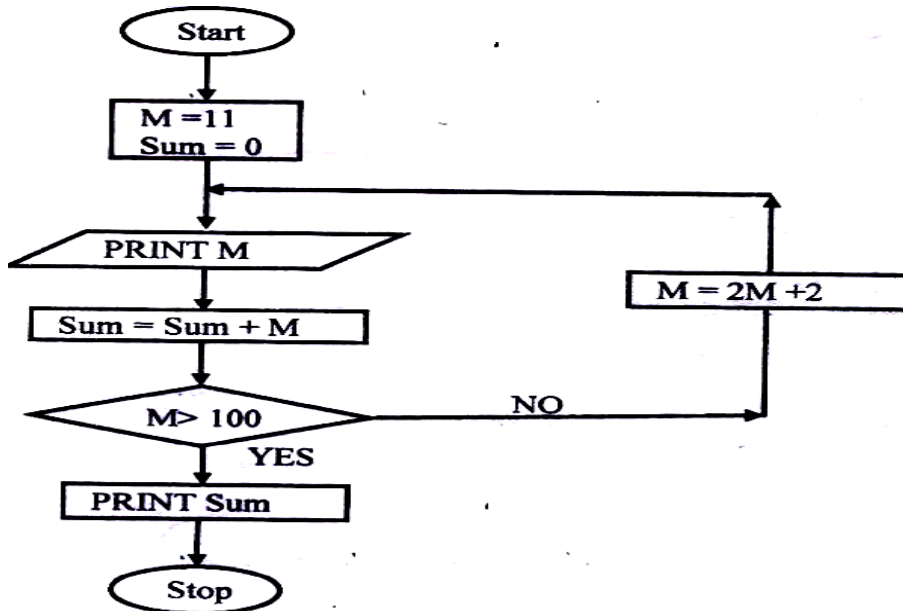 Start
M =11
Sum = 0
PRINT M
M = 2M +2
Sum = Sum + M
M> 100
NO
YES
PRINT Sum
Stop